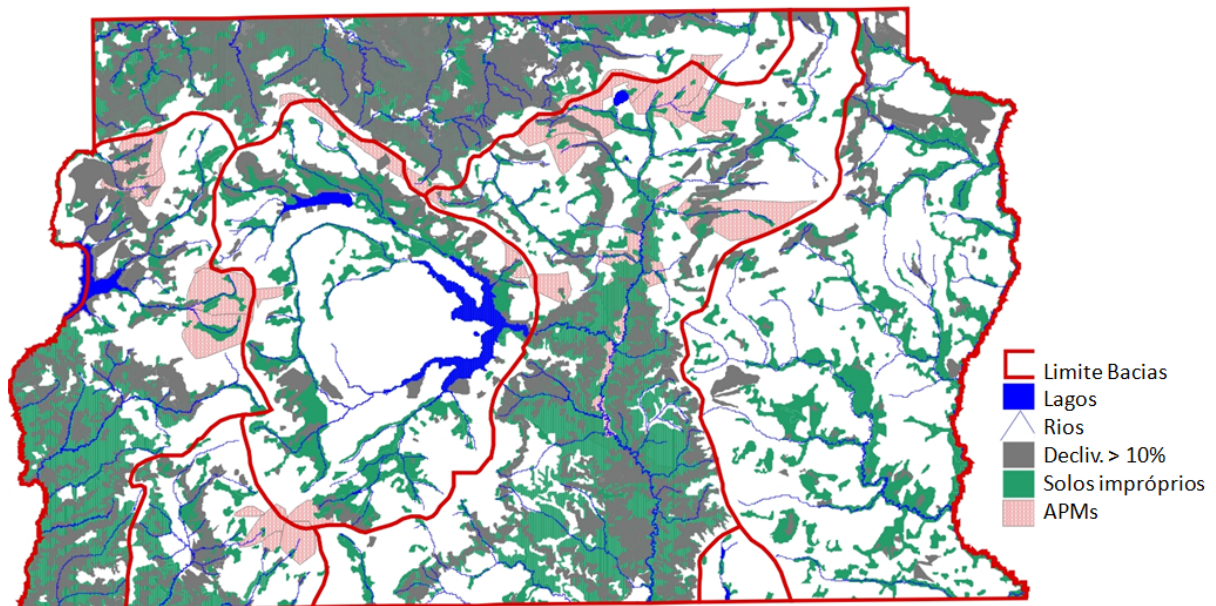 Limite Bacias
Lagos
Rios
Decliv. > 10%
Solos impróprios
APMs